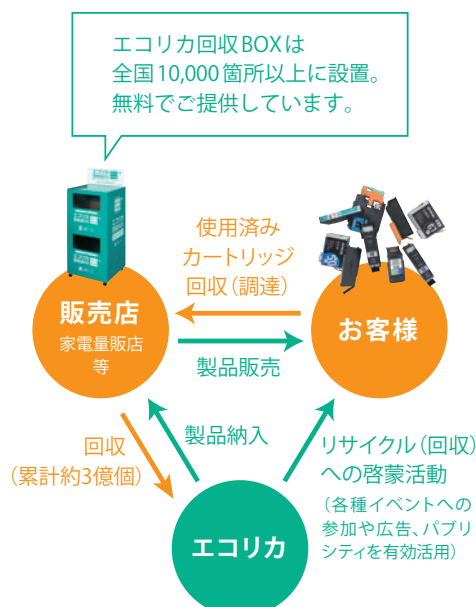 エコリカ回収BOXは
全国10,000箇所以上に設置。
無料でご提供しています。
使用済み
カートリッジ
回収(調達)
販売店
家電量販店
等
お客様
製品販売
回収
(累計約3億個)
製品納入
リサイクル(回収)
への啓蒙活動
(各種イベントへの
参加や広告、パブリ
シティを有効活用)
エコリカ